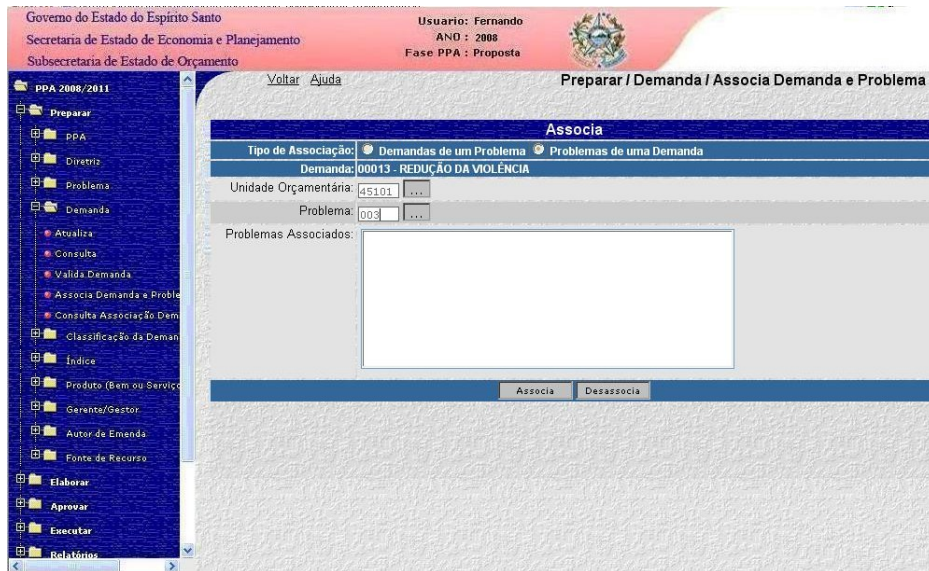 Governo do Estado do Espírito Santo
Secretaria de Estado de Economia e Planejamento
Subsecretaria de Estado de Orçamento
Usuario: Fernando
ANO : 2008
Fase PPA : Proposta
Voltar Ajuda
Preparar / Demanda / Associa Demanda e Problema
PPA 2008/2011
Preparar
PPA
Diretriz
Problema
Demanda
Atualiza
Consulta
Valida Demanda
Associa Demanda e Proble
Consulta Associação Dem
Classificação da Deman
Índice
Produto (Bem ou Serviço
Gerente/Gestor
Autor de Emenda
Fonte de Recurso
Elaborar
Aprovar
Executar
Relatórios
Associa
Tipo de Associação: Demandas de um Problema Problemas de uma Demanda
Demanda: 00013 - REDUÇÃO DA VIOLÊNCIA
Unidade Orçamentária: 45101 ...
Problema: 003 ...
Problemas Associados:
Associa Desassocia